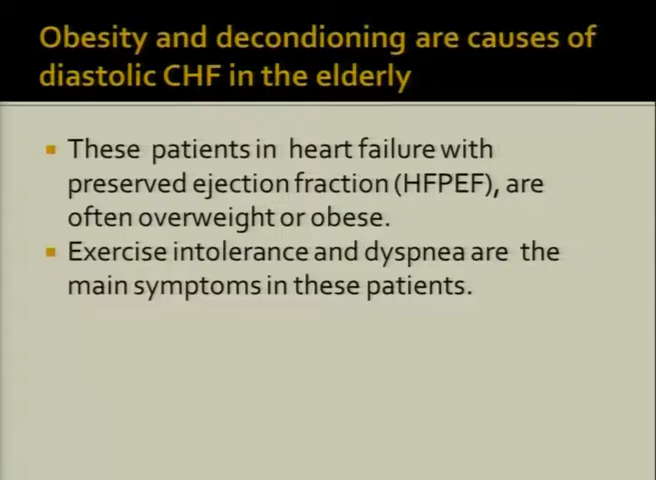 Obesity and decondioning are causes of
diastolic CHF in the elderly
These patients in heart failure with
preserved ejection fraction (HFPEF), are
often overweight or obese.
Exercise intolerance and dyspnea are the
main symptoms in these patients.